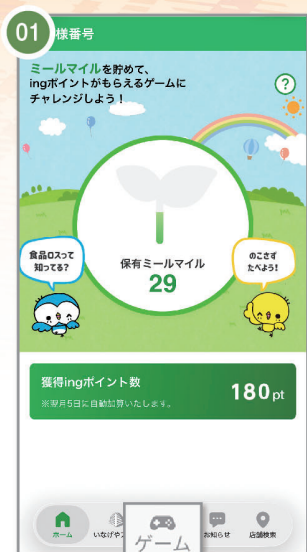 01
様番号
ミールマイルを貯めて、
ingポイントがもらえるゲームに
チャレンジしよう！
?
食品ロスって
知ってる?
のこさず
たべよう!
保有ミールマイル
29
獲得ingポイント数
180pt
※翌月5日に自動加算いたします。
ホーム
いなげや
ゲーム
お知らせ
店舗検索